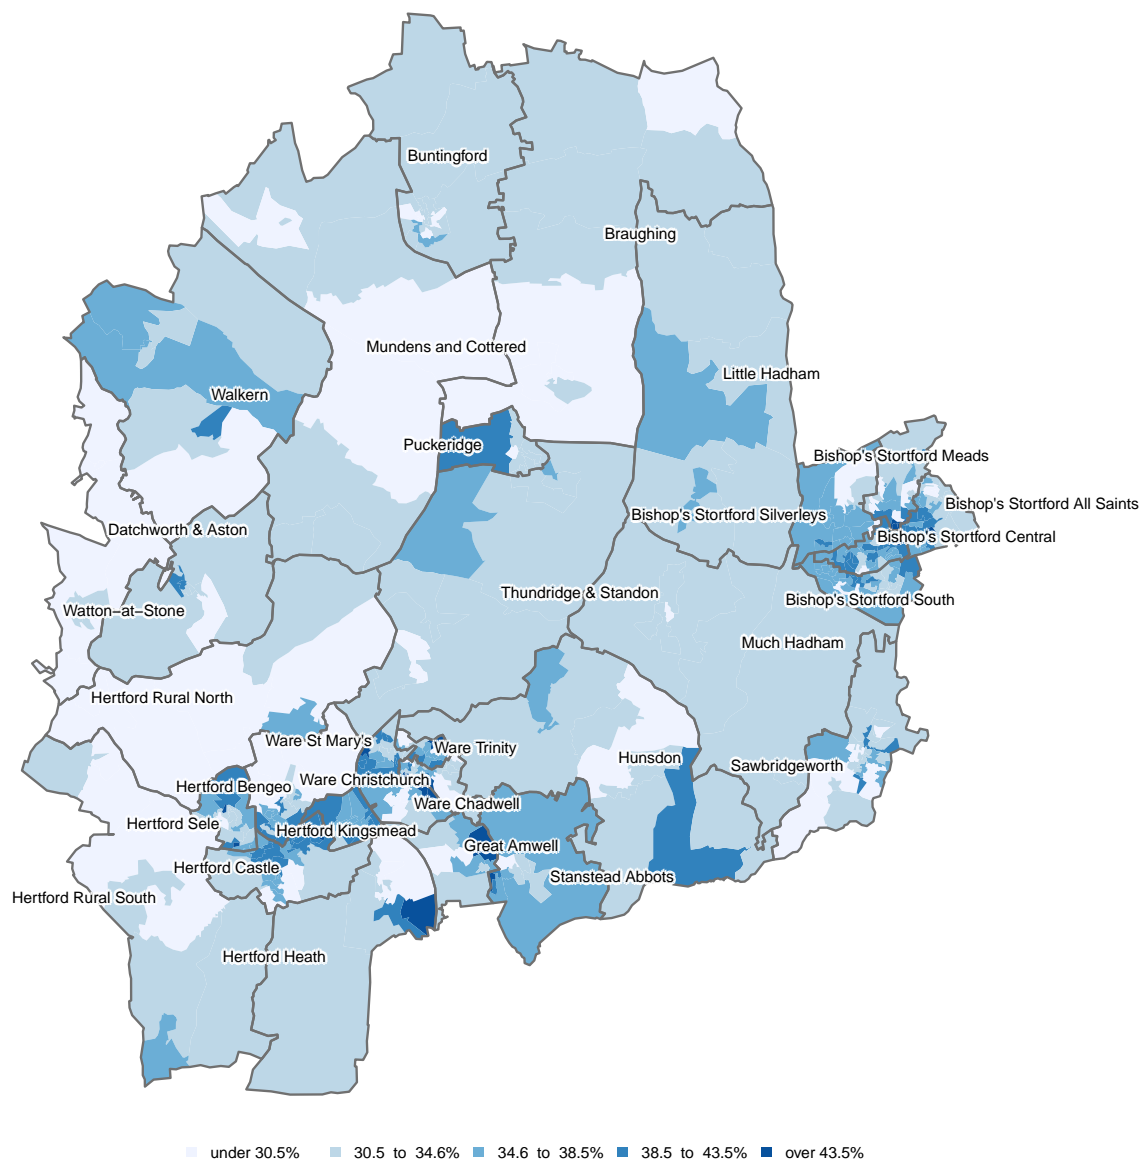 Buntingford
Braughing
Mundens and Cottered
Little Hadham
Walkern
Puckeridge
Bishop's Stortford Meads
Bishop's Stortford All Saints
Bishop's Stortford Silverleys
Datchworth & Aston
Bishop's Stortford Central
Thundridge & Standon
Bishop's Stortford South
Watton−at−Stone
Much Hadham
Hertford Rural North
Ware St Mary's
Ware Trinity
Hunsdon
Sawbridgeworth
Ware Christchurch
Hertford Bengeo
Ware Chadwell
Hertford Sele
Hertford Kingsmead
Great Amwell
Hertford Castle
Stanstead Abbots
Hertford Rural South
Hertford Heath
under 30.5% 30.5 to 34.6% 34.6 to 38.5% 38.5 to 43.5% over 43.5%